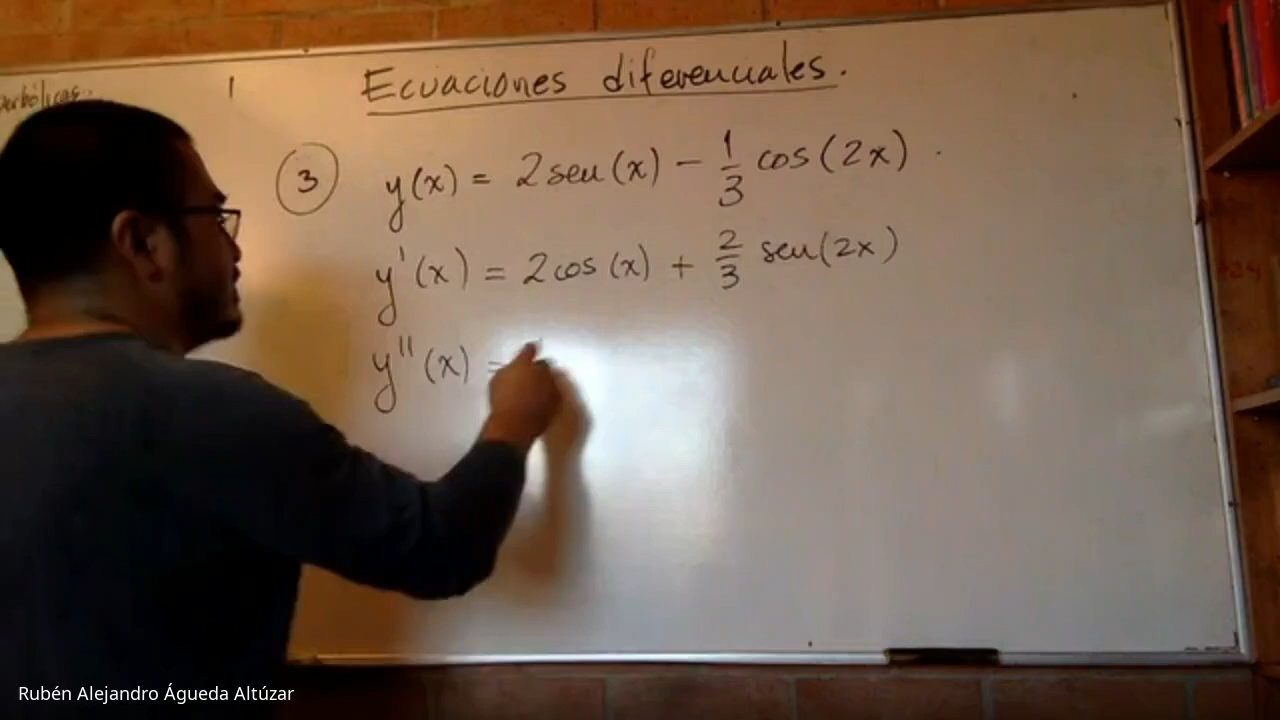 Ecuaciones diferenciales.
3 y(x) = 2 sen(x) - 1/3 cos(2x)
y'(x) = 2 cos(x) + 2/3 sen(2x)
y''(x) =
Rubén Alejandro Águeda Altúzar